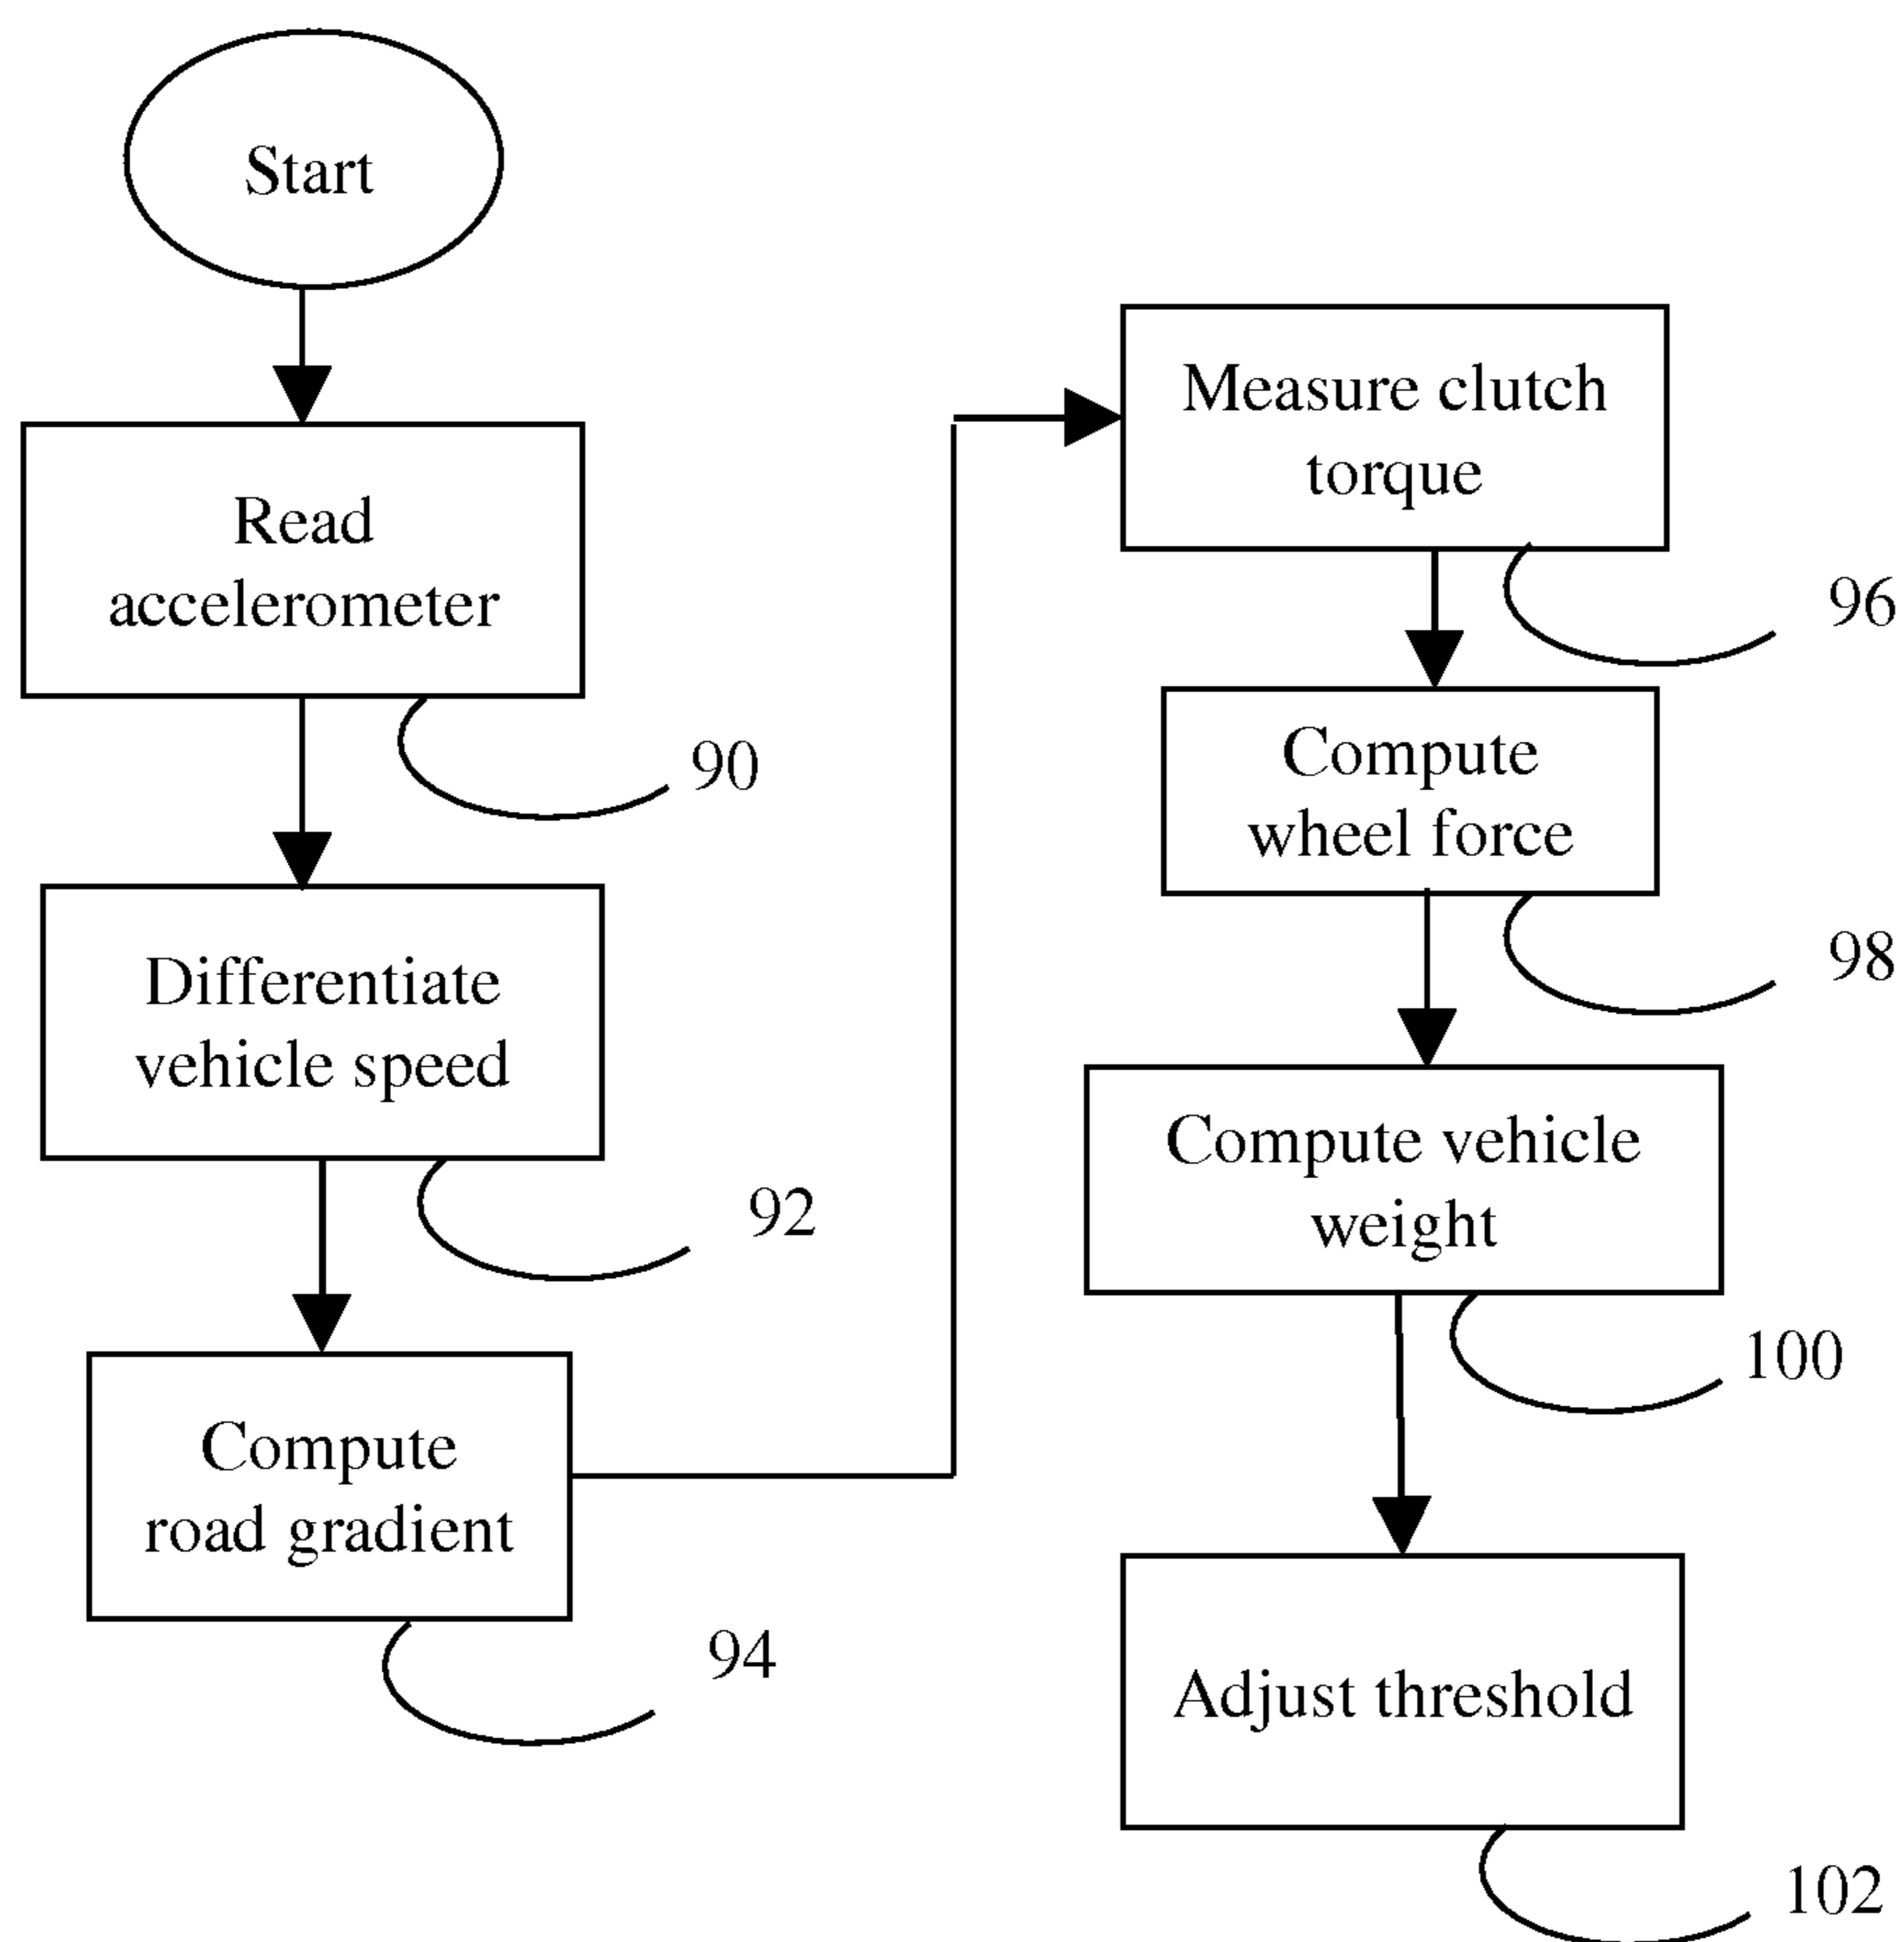 Start
Read
accelerometer
90
Differentiate
vehicle speed
92
Compute
road gradient
94
Measure clutch
torque
96
Compute
wheel force
98
Compute vehicle
weight
100
Adjust threshold
102